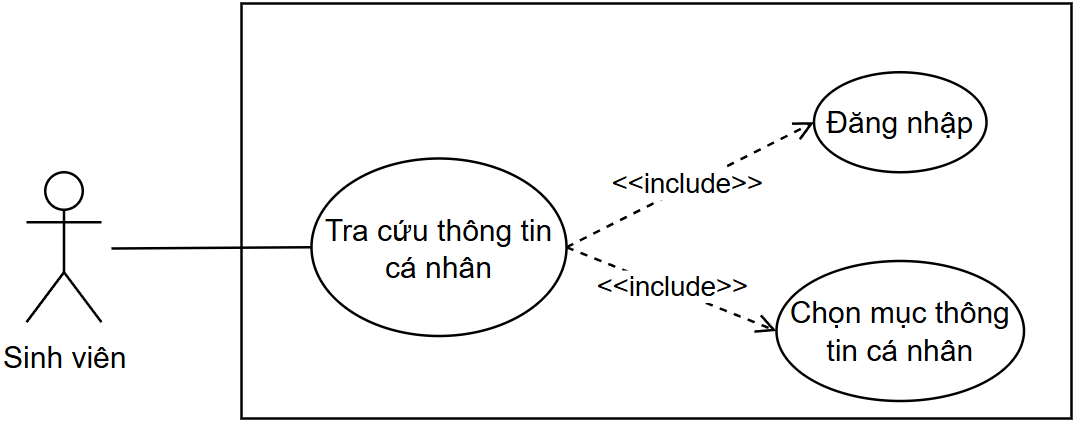 Sinh viên
Tra cứu thông tin
cá nhân
<<include>>
Đăng nhập
<<include>>
Chọn mục thông
tin cá nhân